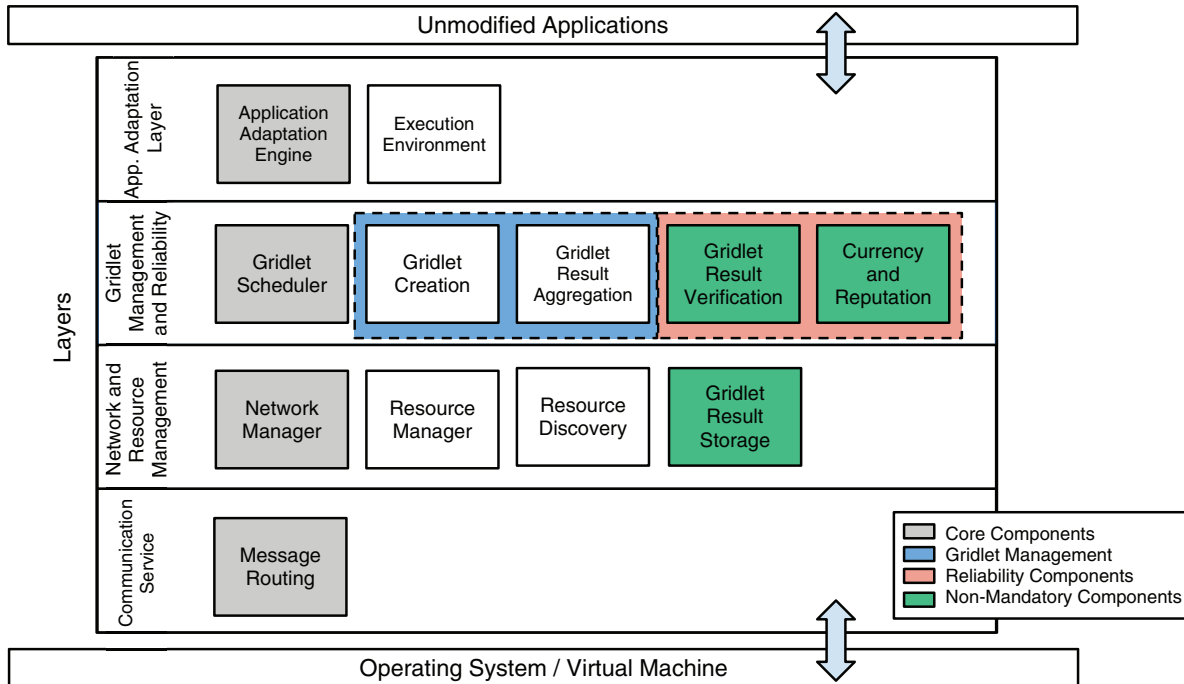 Unmodified Applications
Layers
App. Adaptation
Layer
Application
Adaptation
Engine
Execution
Environment
Gridlet
Management
and Reliability
Gridlet
Scheduler
Gridlet
Creation
Gridlet
Result
Aggregation
Gridlet
Result
Verification
Currency
and
Reputation
Network and
Resource
Management
Network
Manager
Resource
Manager
Resource
Discovery
Gridlet
Result
Storage
Communication
Service
Message
Routing
Core Components
Gridlet Management
Reliability Components
Non-Mandatory Components
Operating System / Virtual Machine